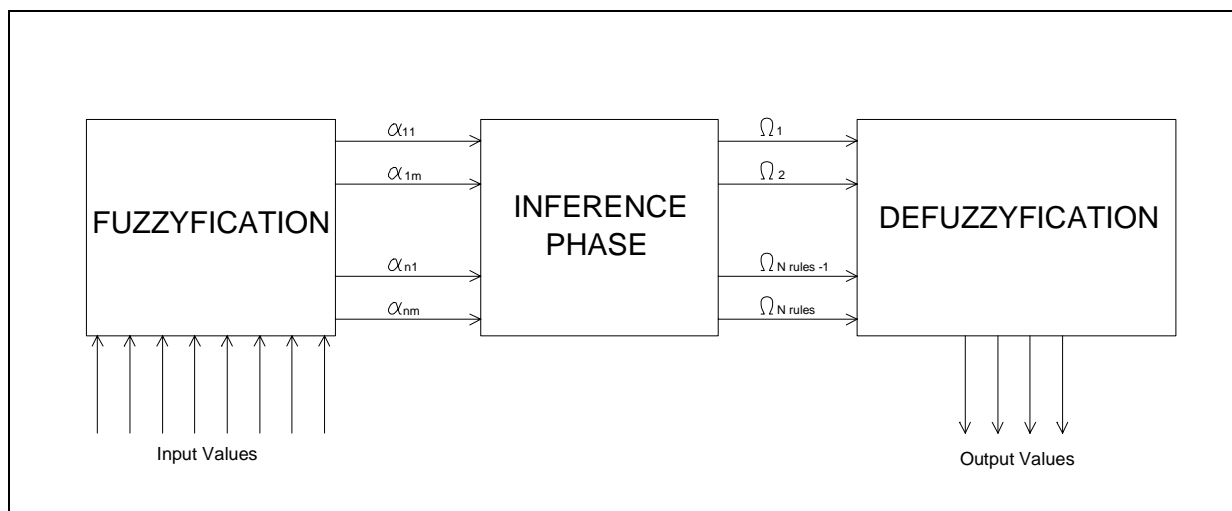 FUZZYFICATION
α11
α1m
αn1
αnm
INFERENCE
PHASE
Ω1
Ω2
ΩN rules -1
ΩN rules
DEFUZZYFICATION
Input Values
Output Values